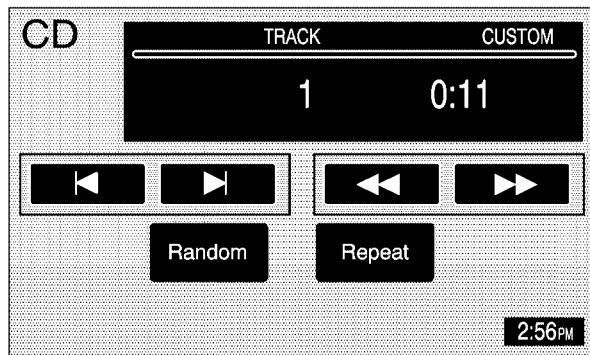 CD
TRACK CUSTOM
1 0:11
Random Repeat
2:56PM